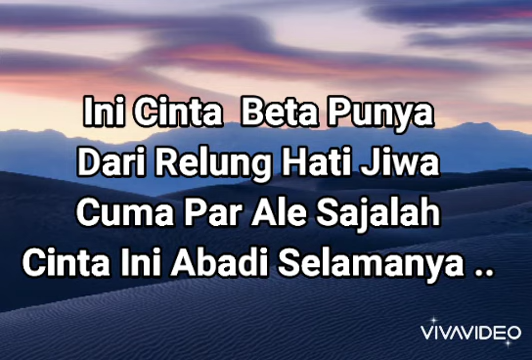 Ini Cinta Beta Punya
Dari Relung Hati Jiwa
Cuma Par Ale Sajalah
Cinta Ini Abadi Selamanya ..
VIVAVIDEO